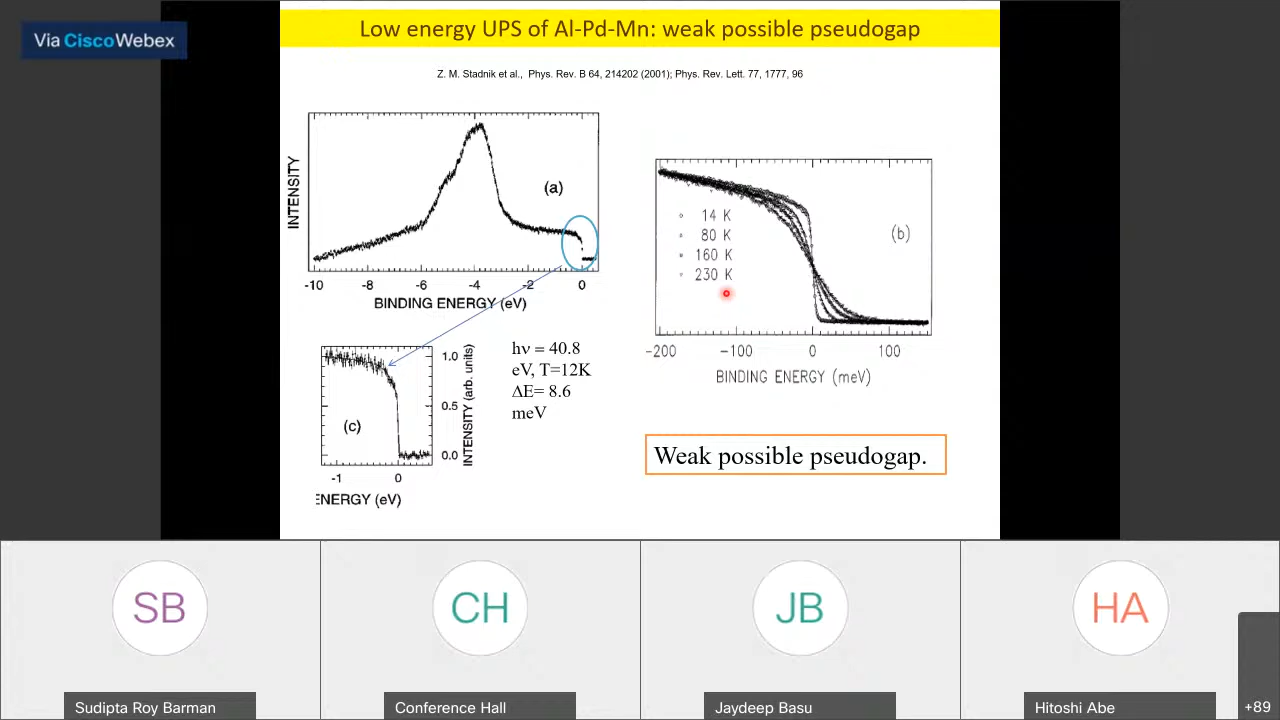 Via Cisco Webex
Low energy UPS of Al-Pd-Mn: weak possible pseudogap
Z. M. Stadnik et al., Phys. Rev. B 64, 214202 (2001); Phys. Rev. Lett. 77, 1777, 96
INTENSITY
(a)
-10 -8 -6 -4 -2 0
BINDING ENERGY (eV)
14 K
80 K
160 K
230 K
(b)
-200 -100 0 100
BINDING ENERGY (meV)
hν = 40.8
eV, T=12K
ΔE= 8.6
meV
1.0
0.5
0.0
INTENSITY (arb. units)
(c)
-1 0
ENERGY (eV)
Weak possible pseudogap.
SB
CH
JB
HA
Sudipta Roy Barman
Conference Hall
Jaydeep Basu
Hitoshi Abe
+89